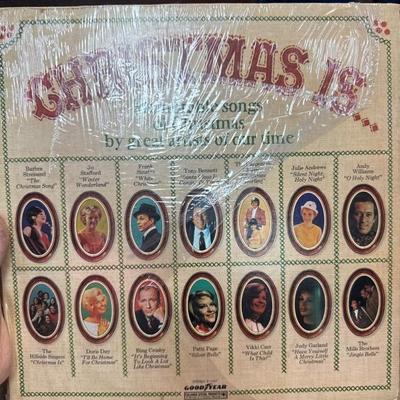 CHRISTMAS IS...
songs
Christmas
by great artists of our time
Barbra
Streisand
"The
Christmas Song"
Jo
Stafford
"Winter
Wonderland"
Frank
"White
Tony Bennett
Julie Andrews
"Silent Night,
Holy Night"
Andy
Williams
"O Holy Night"
The
Hillside Singers
"Christmas Is"
Doris Day
"I'll Be Home
For Christmas"
Bing Crosby
"It's Beginning
To Look A Lot
Like Christmas"
Patti Page
"Silver Bells"
Vikki Carr
"What Child
Is This?"
Judy Garland
"Have Yourself
A Merry Little
Christmas"
The
Mills Brothers
"Jingle Bells"
GOODYEAR